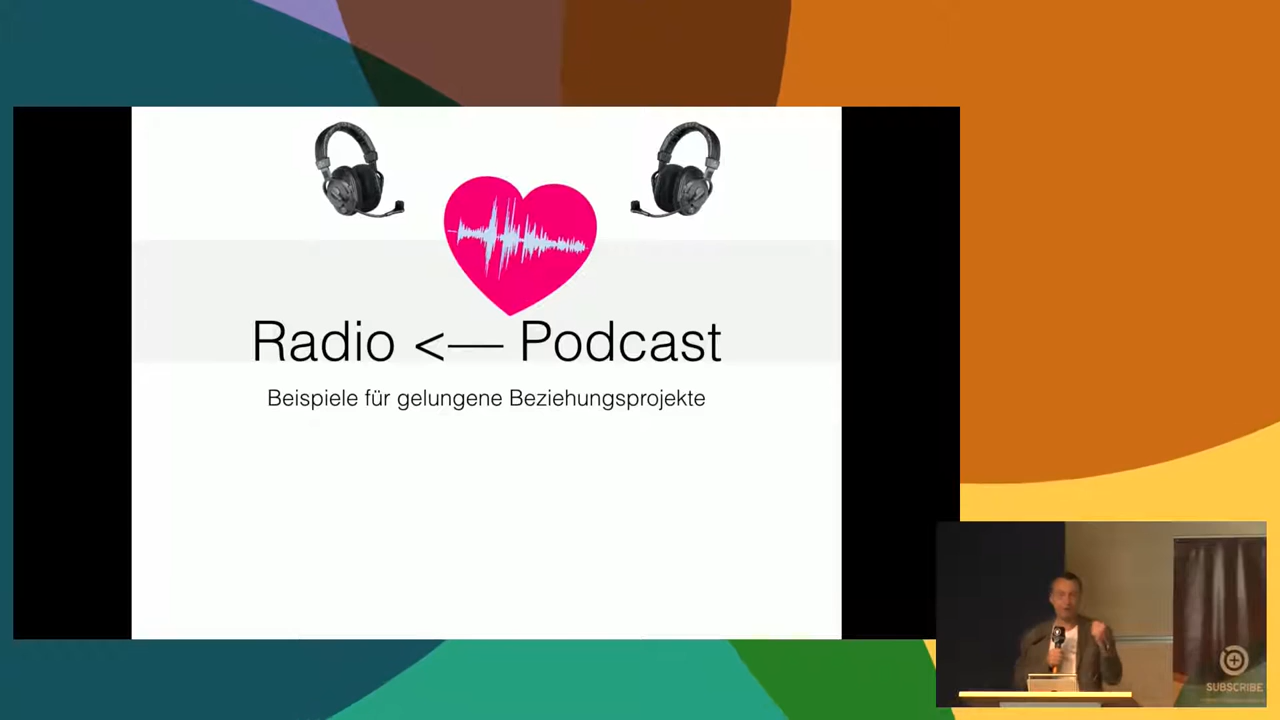 Radio <— Podcast
Beispiele für gelungene Beziehungsprojekte
SUBSCRIBE